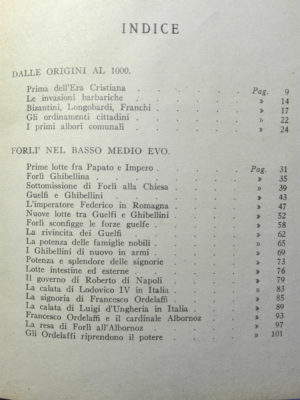 INDICE
DALLE ORIGINI AL 1000.
Prima dell'Era Cristiana . . . Pag. 9
Le invasioni barbariche . . . » 14
Bizantini, Longobardi, Franchi . . » 17
Gli ordinamenti cittadini . . . » 22
I primi albori comunali . . . » 24
FORLI' NEL BASSO MEDIO EVO.
Prime lotte fra Papato e Impero . . Pag. 31
Forlì Ghibellina . . . » 35
Sottomissione di Forlì alla Chiesa . . » 39
Guelfi e Ghibellini . . . » 43
L'imperatore Federico in Romagna . . » 47
Nuove lotte tra Guelfi e Ghibellini . . » 52
Forlì sconfigge le forze guelfe . . » 58
La rivincita dei Guelfi . . . » 62
La potenza delle famiglie nobili . . » 65
I Ghibellini di nuovo in armi . . » 69
Potenza e splendore delle signorie . . » 73
Lotte intestine ed esterne . . . » 76
Il governo di Roberto di Napoli . . » 79
La calata di Lodovico IV in Italia . . » 83
La signoria di Francesco Ordelaffi . . » 85
La calata di Luigi d'Ungheria in Italia . » 89
Francesco Ordelaffi e il cardinale Albornoz . » 93
La resa di Forlì all'Albornoz . . » 97
Gli Ordelaffi riprendono il potere . . » 101